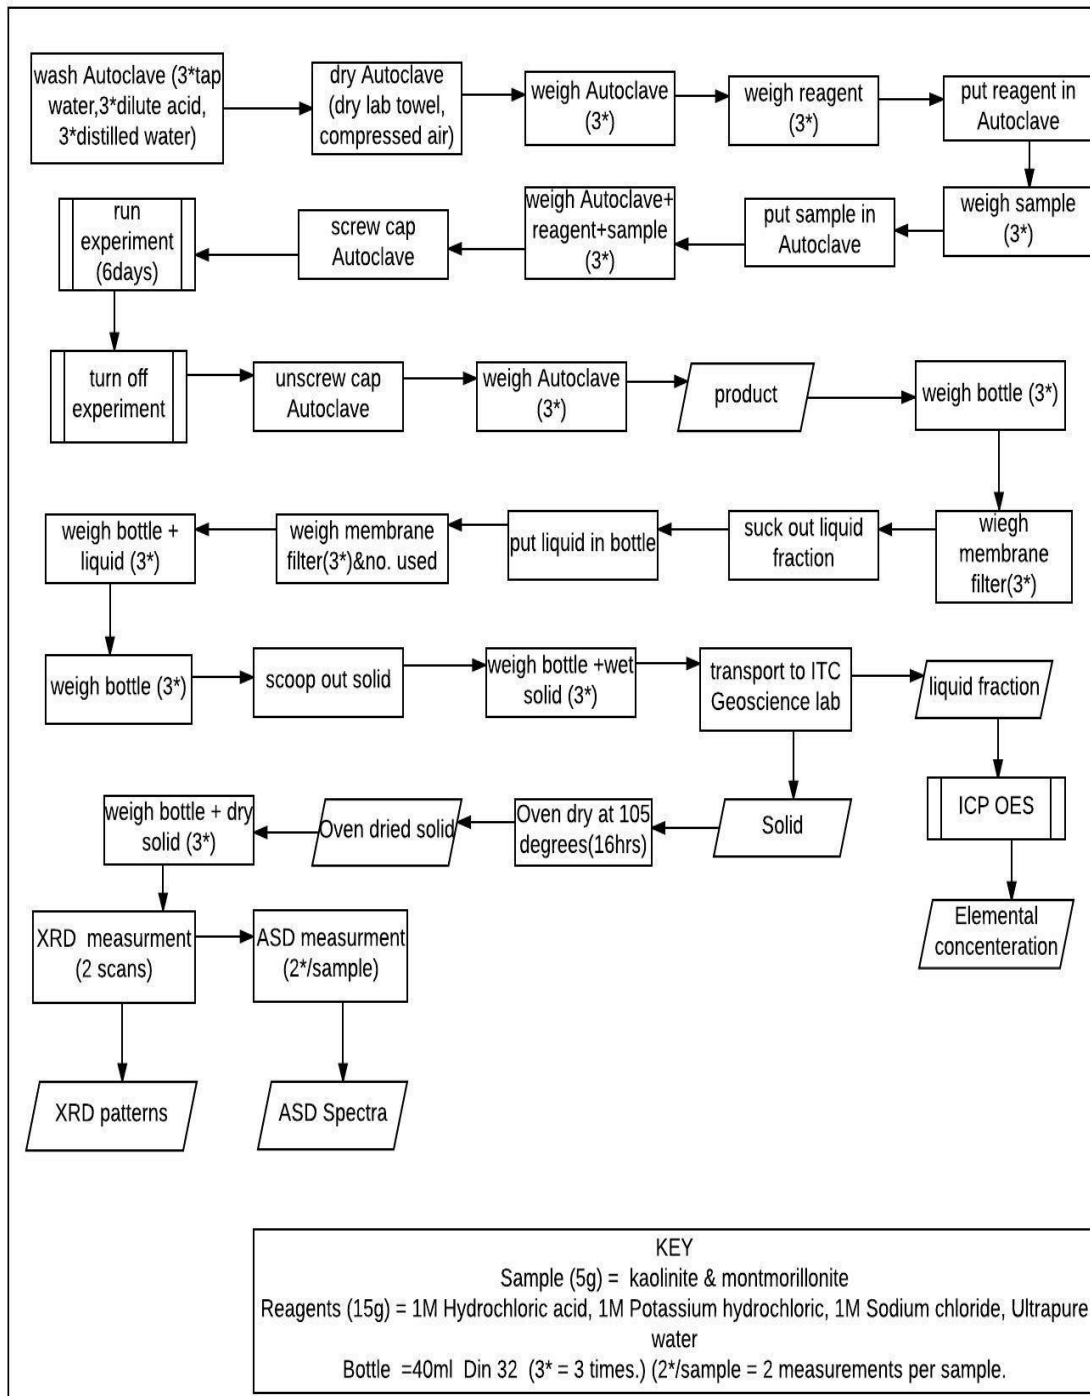 wash Autoclave (3*tap
water,3*dilute acid,
3*distilled water)
dry Autoclave
(dry lab towel,
compressed air)
weigh Autoclave
(3*)
weigh reagent
(3*)
put reagent in
Autoclave
weigh sample
(3*)
put sample in
Autoclave
weigh Autoclave+
reagent+sample
(3*)
screw cap
Autoclave
run
experiment
(6days)
turn off
experiment
unscrew cap
Autoclave
weigh Autoclave
(3*)
product
weigh bottle (3*)
wiegh
membrane
filter(3*)
suck out liquid
fraction
put liquid in bottle
weigh membrane
filter(3*)&no. used
weigh bottle +
liquid (3*)
weigh bottle (3*)
scoop out solid
weigh bottle +wet
solid (3*)
transport to ITC
Geoscience lab
liquid fraction
ICP OES
Elemental
concenteration
Solid
Oven dry at 105
degrees(16hrs)
Oven dried solid
weigh bottle + dry
solid (3*)
XRD measurment
(2 scans)
ASD measurment
(2*/sample)
XRD patterns
ASD Spectra
KEY
Sample (5g) = kaolinite & montmorillonite
Reagents (15g) = 1M Hydrochloric acid, 1M Potassium hydrochloric, 1M Sodium chloride, Ultrapure
water
Bottle =40ml Din 32 (3* = 3 times.) (2*/sample = 2 measurements per sample.